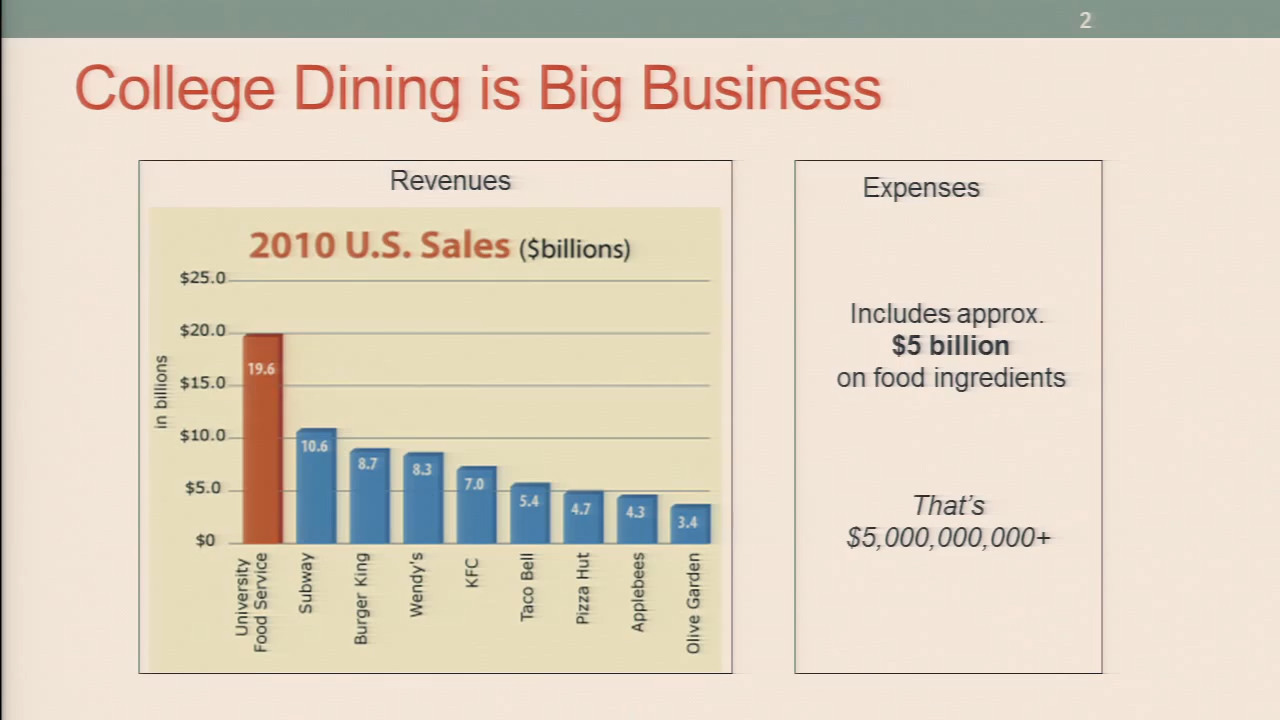 2
College Dining is Big Business
Revenues
2010 U.S. Sales ($billions)
in billions
$25.0
$20.0
$15.0
$10.0
$5.0
$0
19.6
10.6
8.7
8.3
7.0
5.4
4.7
4.3
3.4
University
Food Service
Subway
Burger King
Wendy's
KFC
Taco Bell
Pizza Hut
Applebees
Olive Garden
Expenses
Includes approx.
$5 billion
on food ingredients
That's
$5,000,000,000+